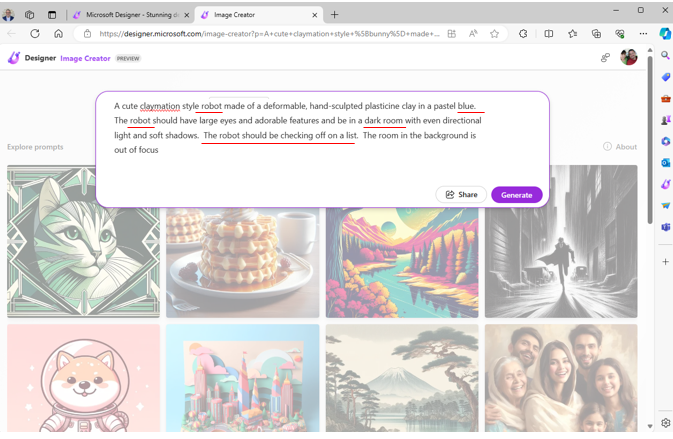 Microsoft Designer - Stunning d
Image Creator
https://designer.microsoft.com/image-creator?p=A+cute+claymation+style+%5Bbunny%5D+made+...
Designer Image Creator PREVIEW
A cute claymation style robot made of a deformable, hand-sculpted plasticine clay in a pastel blue.
The robot should have large eyes and adorable features and be in a dark room with even directional
light and soft shadows. The robot should be checking off on a list. The room in the background is
out of focus
Explore prompts
About
Share
Generate